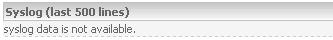 Syslog (last 500 lines)
syslog data is not available.